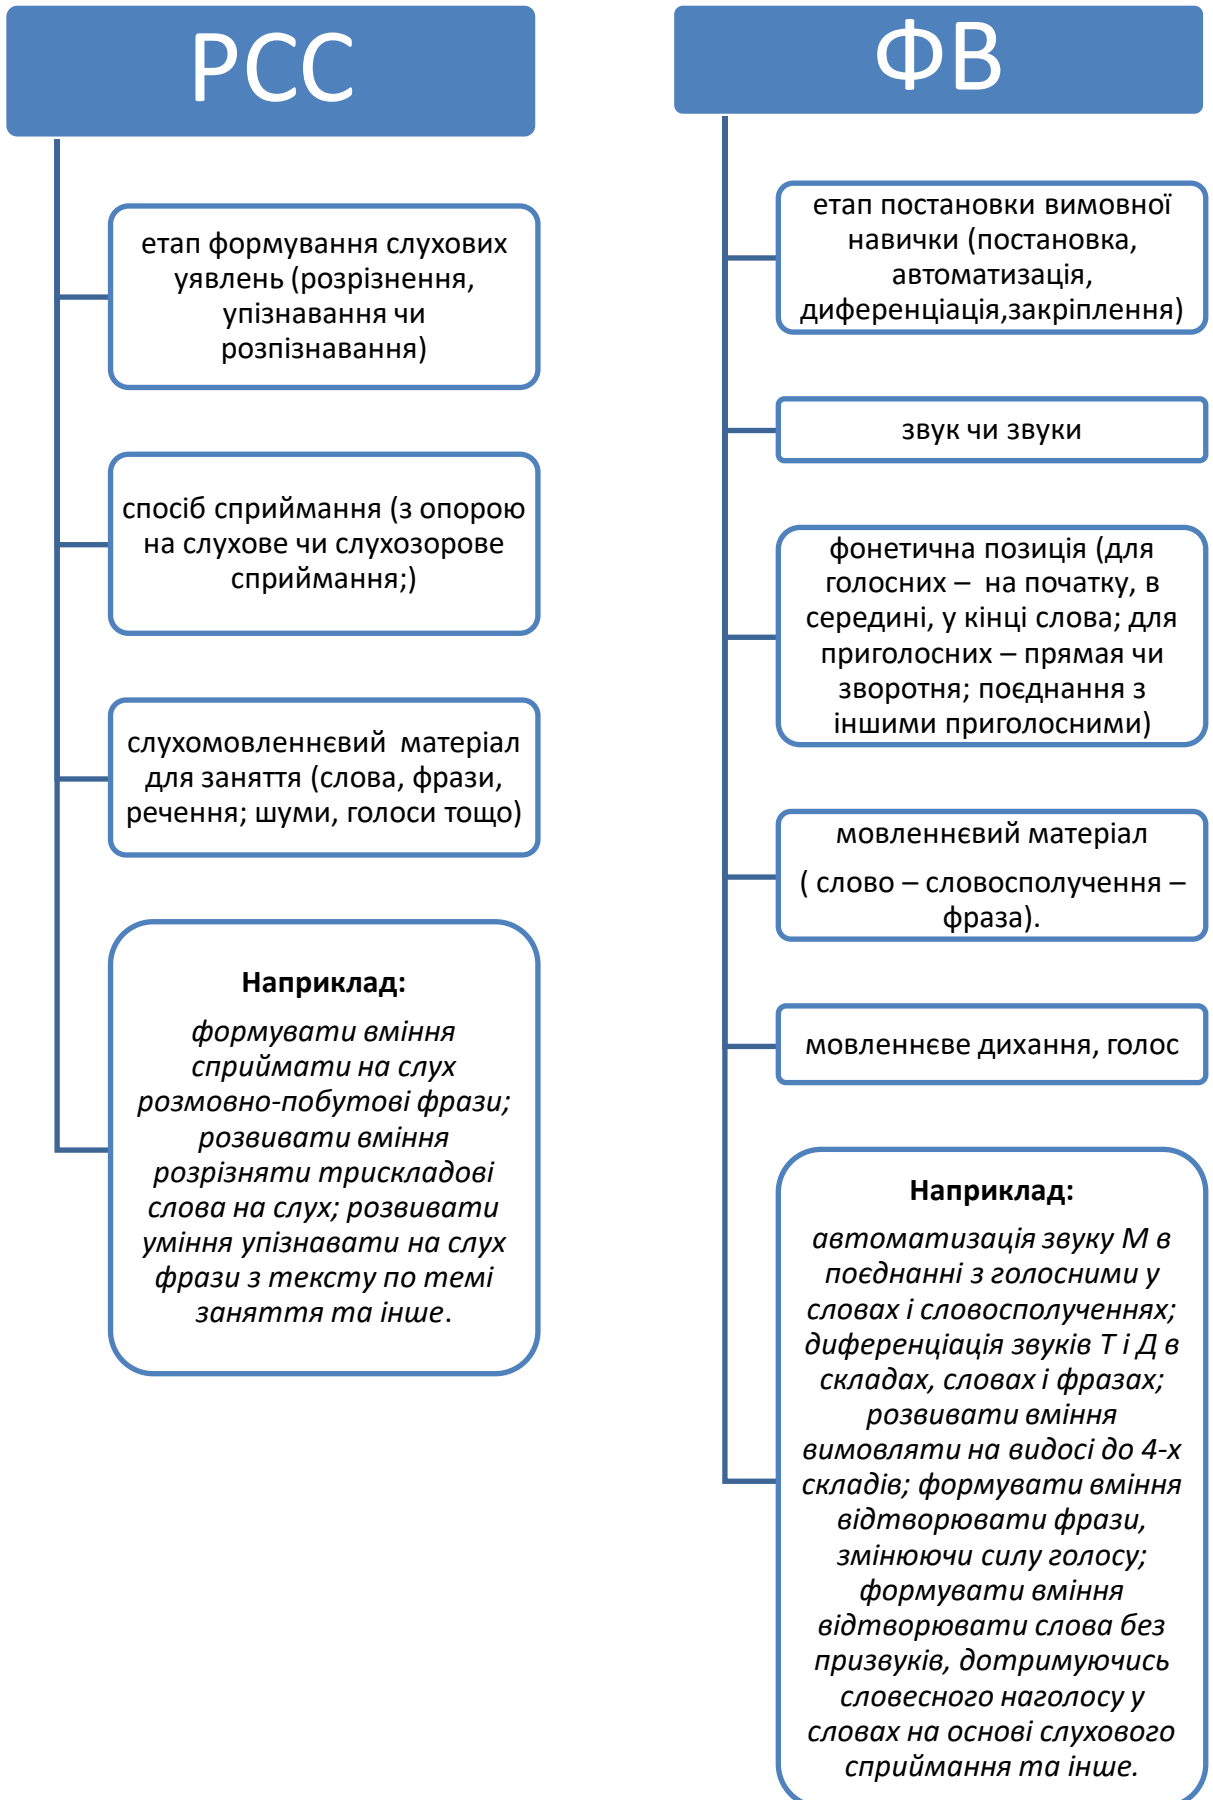 РСС
етап формування слухових
уявлень (розрізнення,
упізнавання чи
розпізнавання)
спосіб сприймання (з опорою
на слухове чи слухозорове
сприймання;)
слухомовленнєвий матеріал
для заняття (слова, фрази,
речення; шуми, голоси тощо)
Наприклад:
формувати вміння
сприймати на слух
розмовно-побутові фрази;
розвивати вміння
розрізняти трискладові
слова на слух; розвивати
уміння упізнавати на слух
фрази з тексту по темі
заняття та інше.
ФВ
етап постановки вимовної
навички (постановка,
автоматизація,
диференціація,закріплення)
звук чи звуки
фонетична позиція (для
голосних – на початку, в
середині, у кінці слова; для
приголосних – прямая чи
зворотня; поєднання з
іншими приголосними)
мовленнєвий матеріал
( слово – словосполучення –
фраза).
мовленнєве дихання, голос
Наприклад:
автоматизація звуку М в
поєднанні з голосними у
словах і словосполученнях;
диференціація звуків Т і Д в
складах, словах і фразах;
розвивати вміння
вимовляти на видосі до 4-х
складів; формувати вміння
відтворювати фрази,
змінюючи силу голосу;
формувати вміння
відтворювати слова без
призвуків, дотримуючись
словесного наголосу у
словах на основі слухового
сприймання та інше.